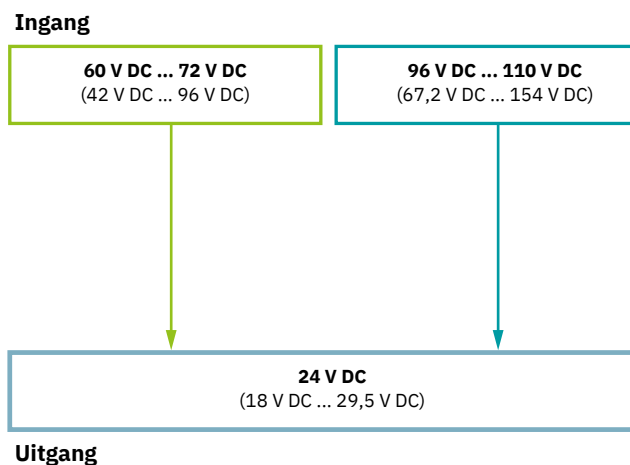 Ingang
60 V DC ... 72 V DC
(42 V DC ... 96 V DC)
96 V DC ... 110 V DC
(67,2 V DC ... 154 V DC)
24 V DC
(18 V DC ... 29,5 V DC)
Uitgang